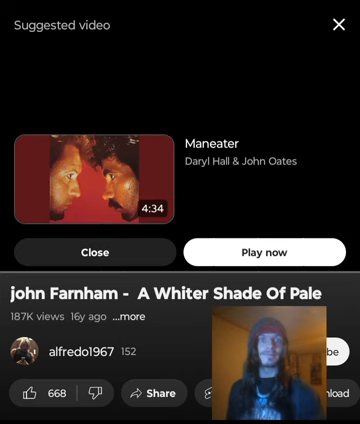 Suggested video
Maneater
Daryl Hall & John Oates
4:34
Close
Play now
john Farnham - A Whiter Shade Of Pale
187K views 16y ago ...more
alfredo1967 152
be
668
Share
nload